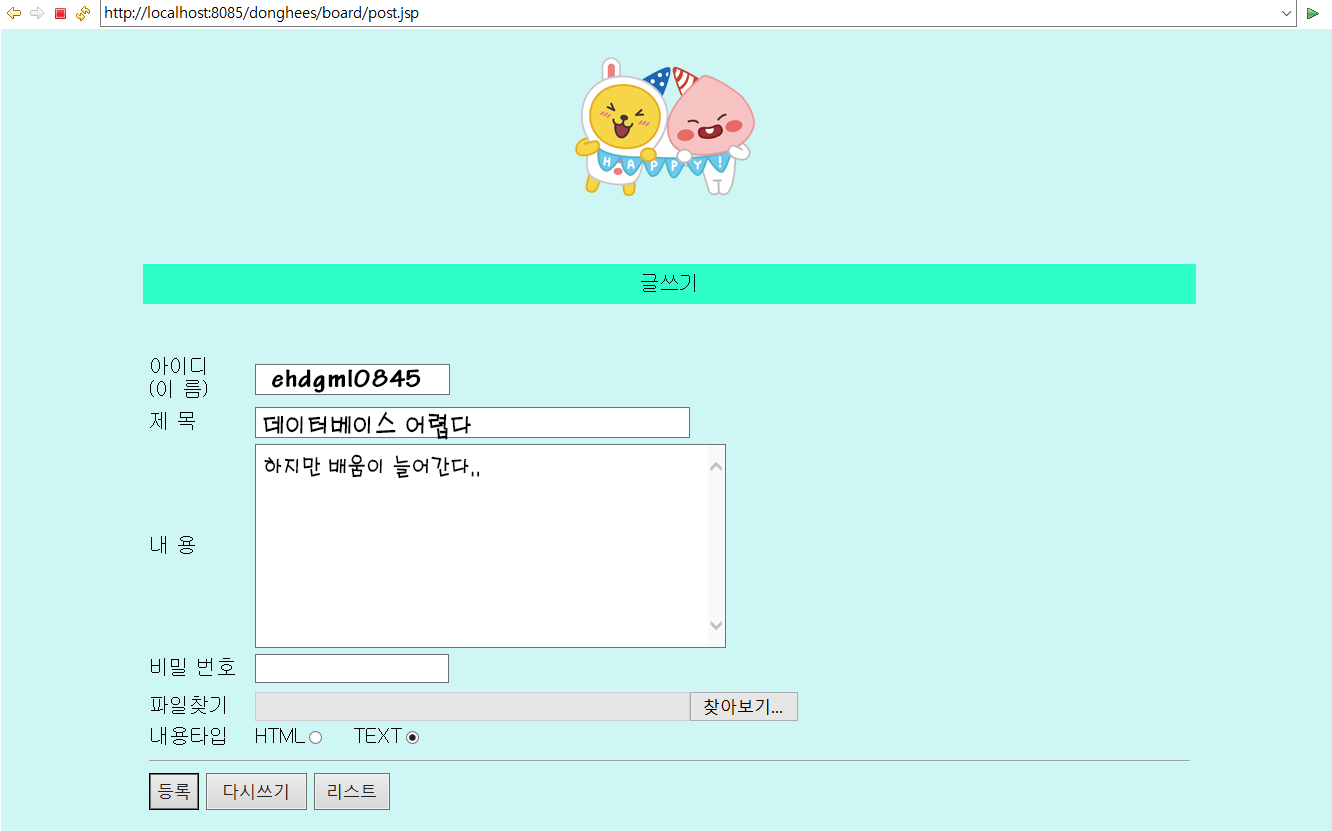 http://localhost:8085/donghees/board/post.jsp
HAPPY!
글쓰기
아이디
(이 름)
ehdgml0845
제 목
데이터베이스 어렵다
하지만 배움이 늘어간다,,
내 용
비밀 번호
파일찾기
찾아보기...
내용타입 HTML TEXT
등록 다시쓰기 리스트